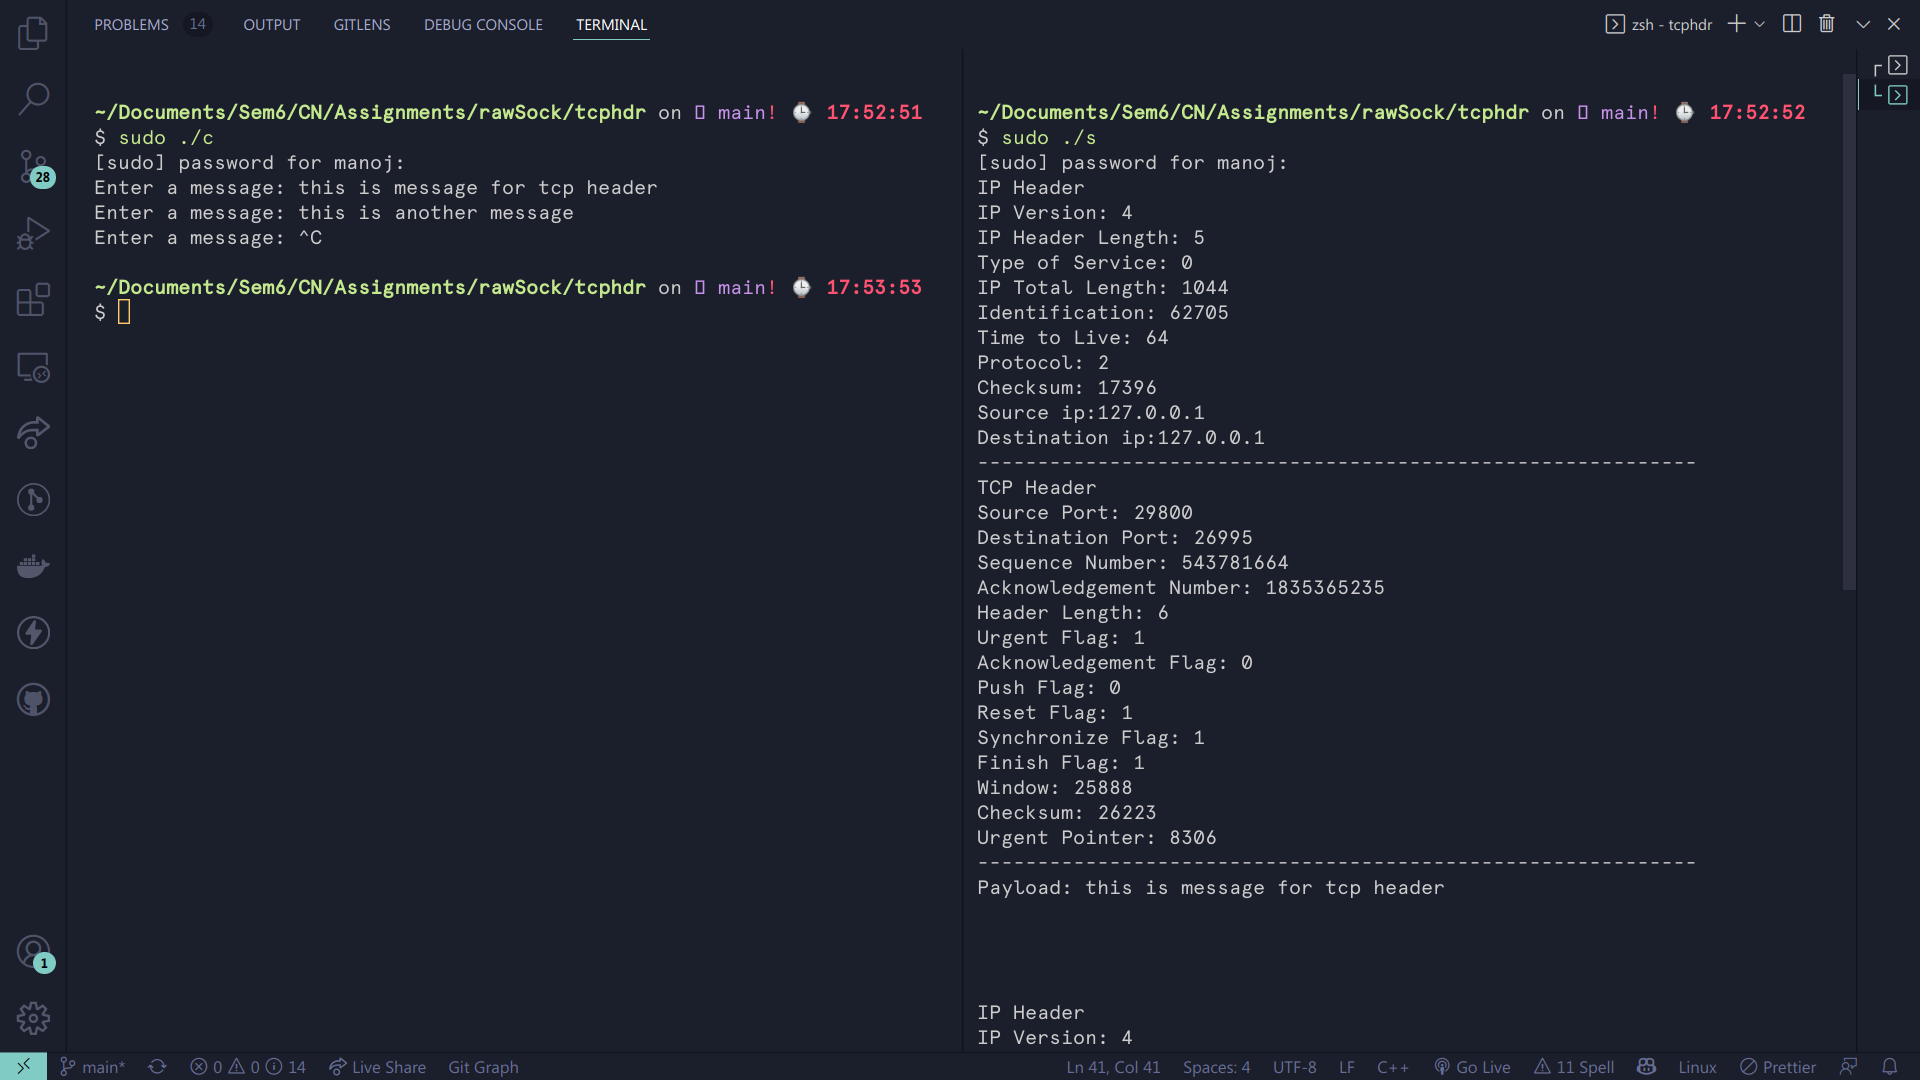 PROBLEMS 14 OUTPUT GITLENS DEBUG CONSOLE TERMINAL
zsh - tcphdr
~/Documents/Sem6/CN/Assignments/rawSock/tcphdr on main! 17:52:51
$ sudo ./c
[sudo] password for manoj:
Enter a message: this is message for tcp header
Enter a message: this is another message
Enter a message: ^C
~/Documents/Sem6/CN/Assignments/rawSock/tcphdr on main! 17:53:53
$
~/Documents/Sem6/CN/Assignments/rawSock/tcphdr on main! 17:52:52
$ sudo ./s
[sudo] password for manoj:
IP Header
IP Version: 4
IP Header Length: 5
Type of Service: 0
IP Total Length: 1044
Identification: 62705
Time to Live: 64
Protocol: 2
Checksum: 17396
Source ip:127.0.0.1
Destination ip:127.0.0.1
------------------------------------------------------------
TCP Header
Source Port: 29800
Destination Port: 26995
Sequence Number: 543781664
Acknowledgement Number: 1835365235
Header Length: 6
Urgent Flag: 1
Acknowledgement Flag: 0
Push Flag: 0
Reset Flag: 1
Synchronize Flag: 1
Finish Flag: 1
Window: 25888
Checksum: 26223
Urgent Pointer: 8306
------------------------------------------------------------
Payload: this is message for tcp header
IP Header
IP Version: 4
28
1
main* 0 0 14 Live Share Git Graph
Ln 41, Col 41 Spaces: 4 UTF-8 LF C++ Go Live 11 Spell Linux Prettier